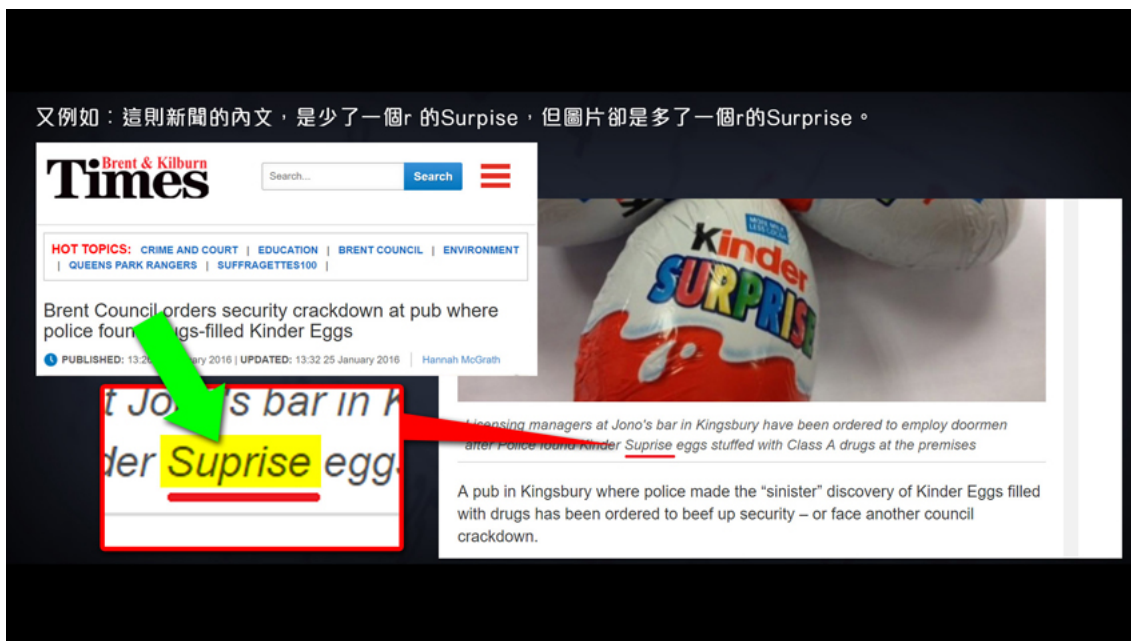 又例如：這則新聞的內文，是少了一個r 的Surpise，但圖片卻是多了一個r的Surprise。
Brent & Kilburn
Times
Search...
Search
HOT TOPICS: CRIME AND COURT | EDUCATION | BRENT COUNCIL | ENVIRONMENT
| QUEENS PARK RANGERS | SUFFRAGETTES100 |
Brent Council orders security crackdown at pub where
police found drugs-filled Kinder Eggs
PUBLISHED: 13:26 January 2016 | UPDATED: 13:32 25 January 2016 | Hannah McGrath
t Jono's bar in K
der Suprise eggs
Kinder
SURPRISE
Licensing managers at Jono's bar in Kingsbury have been ordered to employ doormen
after Police found Kinder Suprise eggs stuffed with Class A drugs at the premises
A pub in Kingsbury where police made the “sinister” discovery of Kinder Eggs filled
with drugs has been ordered to beef up security – or face another council
crackdown.